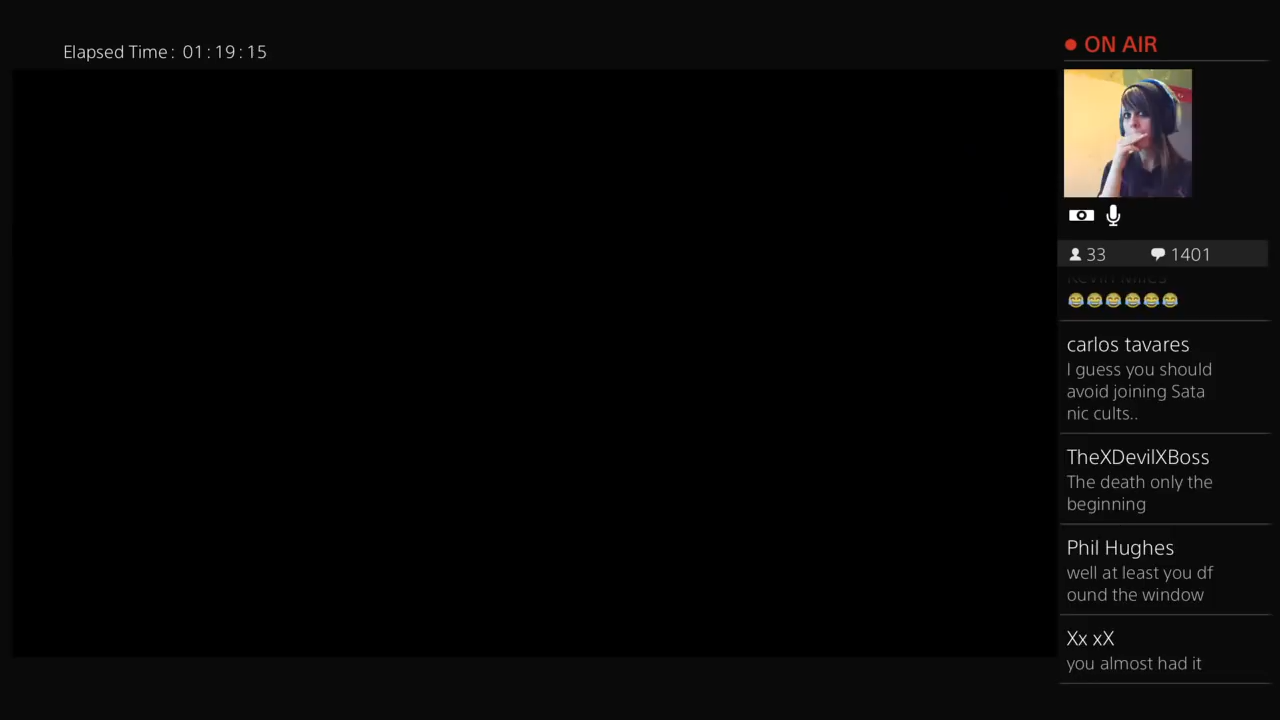 Elapsed Time: 01:19:15
ON AIR
33 1401
Kevin Miles
😂😂😂😂😂😂
carlos tavares
I guess you should
avoid joining Sata
nic cults..
TheXDevilXBoss
The death only the
beginning
Phil Hughes
well at least you df
ound the window
Xx xX
you almost had it